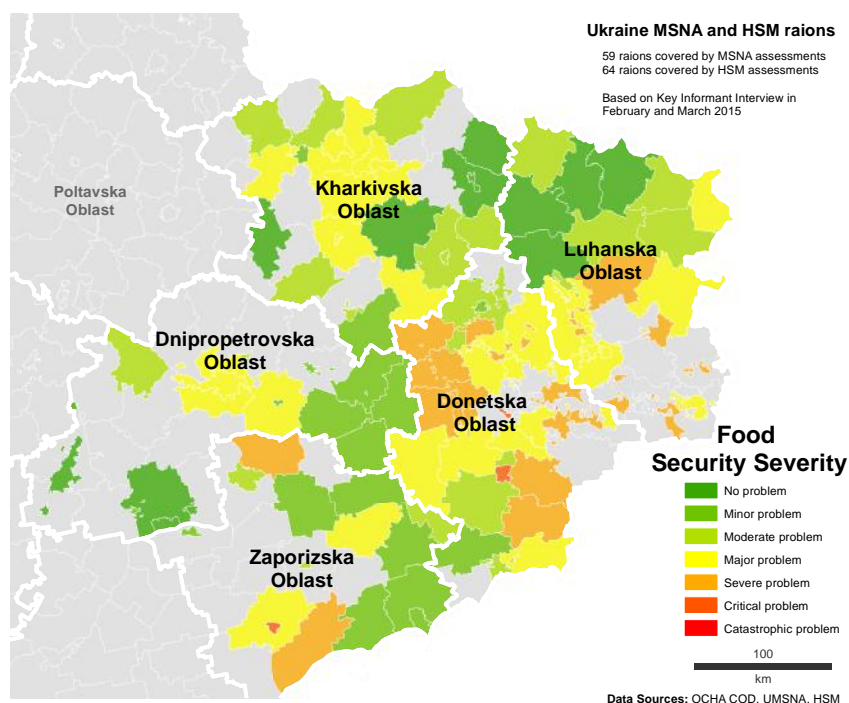 Ukraine MSNA and HSM raions
59 raions covered by MSNA assessments
64 raions covered by HSM assessments
Based on Key Informant Interview in
February and March 2015
Poltavska
Oblast
Kharkivska
Oblast
Luhanska
Oblast
Dnipropetrovska
Oblast
Donetska
Oblast
Zaporizska
Oblast
Food
Security Severity
No problem
Minor problem
Moderate problem
Major problem
Severe problem
Critical problem
Catastrophic problem
100
km
Data Sources: OCHA COD, UMSNA, HSM